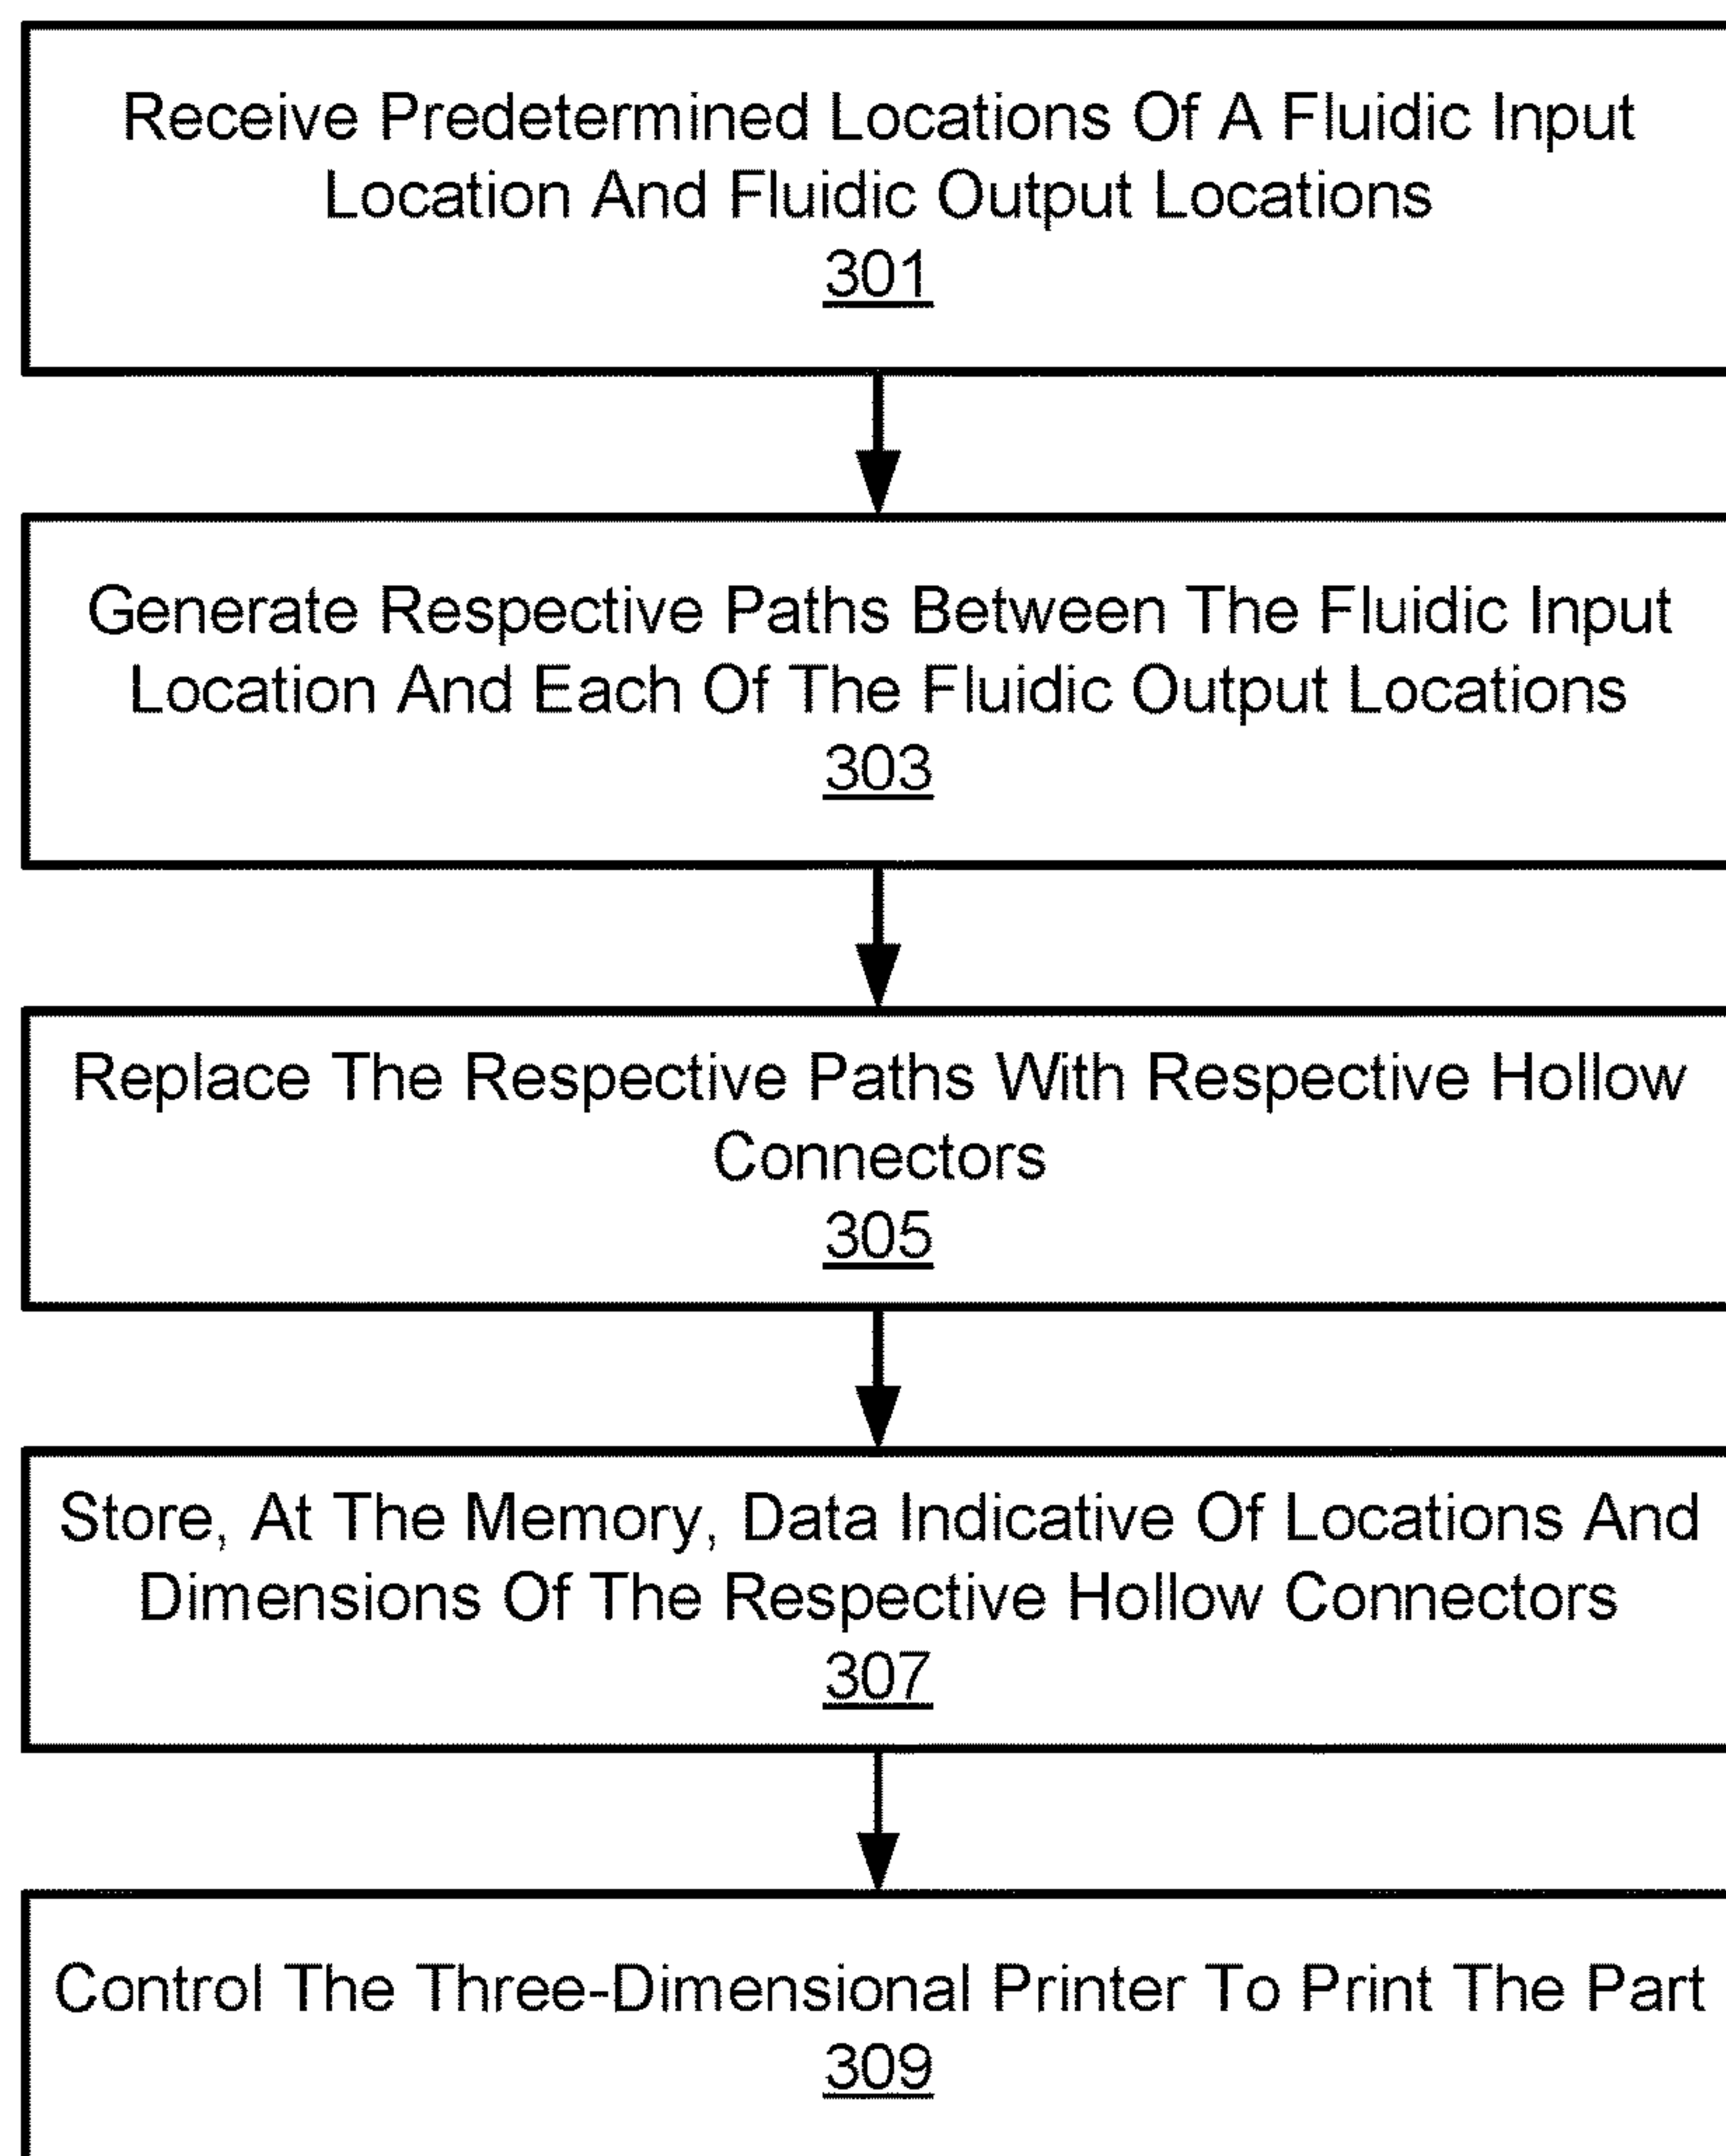 Receive Predetermined Locations Of A Fluidic Input
Location And Fluidic Output Locations
301
Generate Respective Paths Between The Fluidic Input
Location And Each Of The Fluidic Output Locations
303
Replace The Respective Paths With Respective Hollow
Connectors
305
Store, At The Memory, Data Indicative Of Locations And
Dimensions Of The Respective Hollow Connectors
307
Control The Three-Dimensional Printer To Print The Part
309